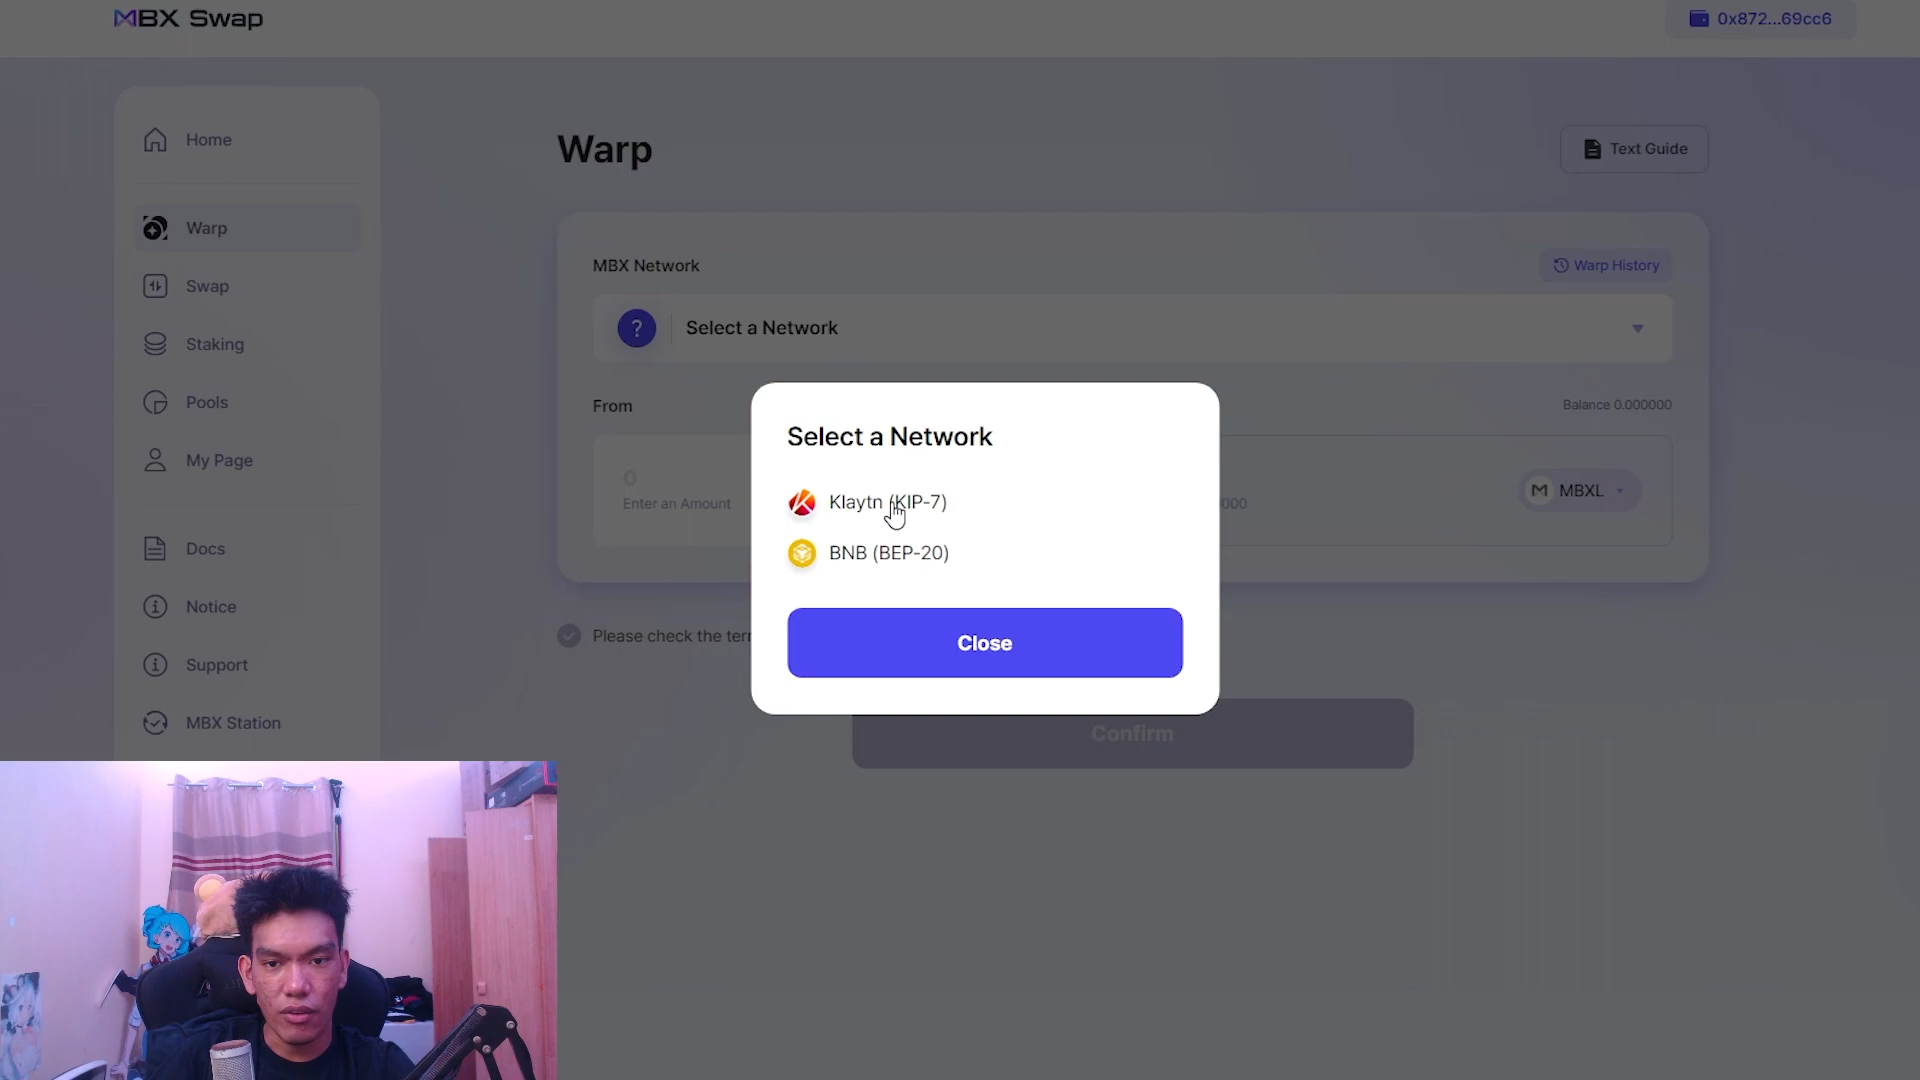 MBX Swap
0x872...69cc6
Home
Warp
Swap
Staking
Pools
My Page
Docs
Notice
Support
MBX Station
Warp
Text Guide
MBX Network
Warp History
?
Select a Network
From
Balance 0.000000
0
Enter an Amount
000
MBXL
Please check the ter
Confirm
Select a Network
Klaytn (KIP-7)
BNB (BEP-20)
Close